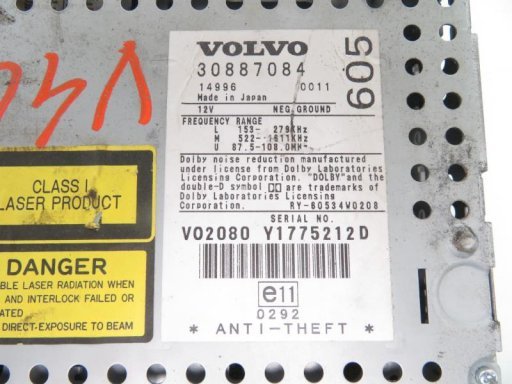 VOLVO
30887084
605
14996 0011
Made in Japan
12V NEG GROUND
FREQUENCY RANGE
L 153- 279KHz
M 522-1611KHz
U 87.5-108.0MHz
Dolby noise reduction manufactured
under license from Dolby Laboratories
Licensing Corporation. "DOLBY" and the
double-D symbol are trademarks of
Dolby Laboratories Licensing
Corporation. RY-60534W0208
SERIAL NO.
V02080 Y1775212D
e11
0292
* ANTI-THEFT *
CLASS I
LASER PRODUCT
DANGER
BLE LASER RADIATION WHEN
AND INTERLOCK FAILED OR
ATED
DIRECT-EXPOSURE TO BEAM